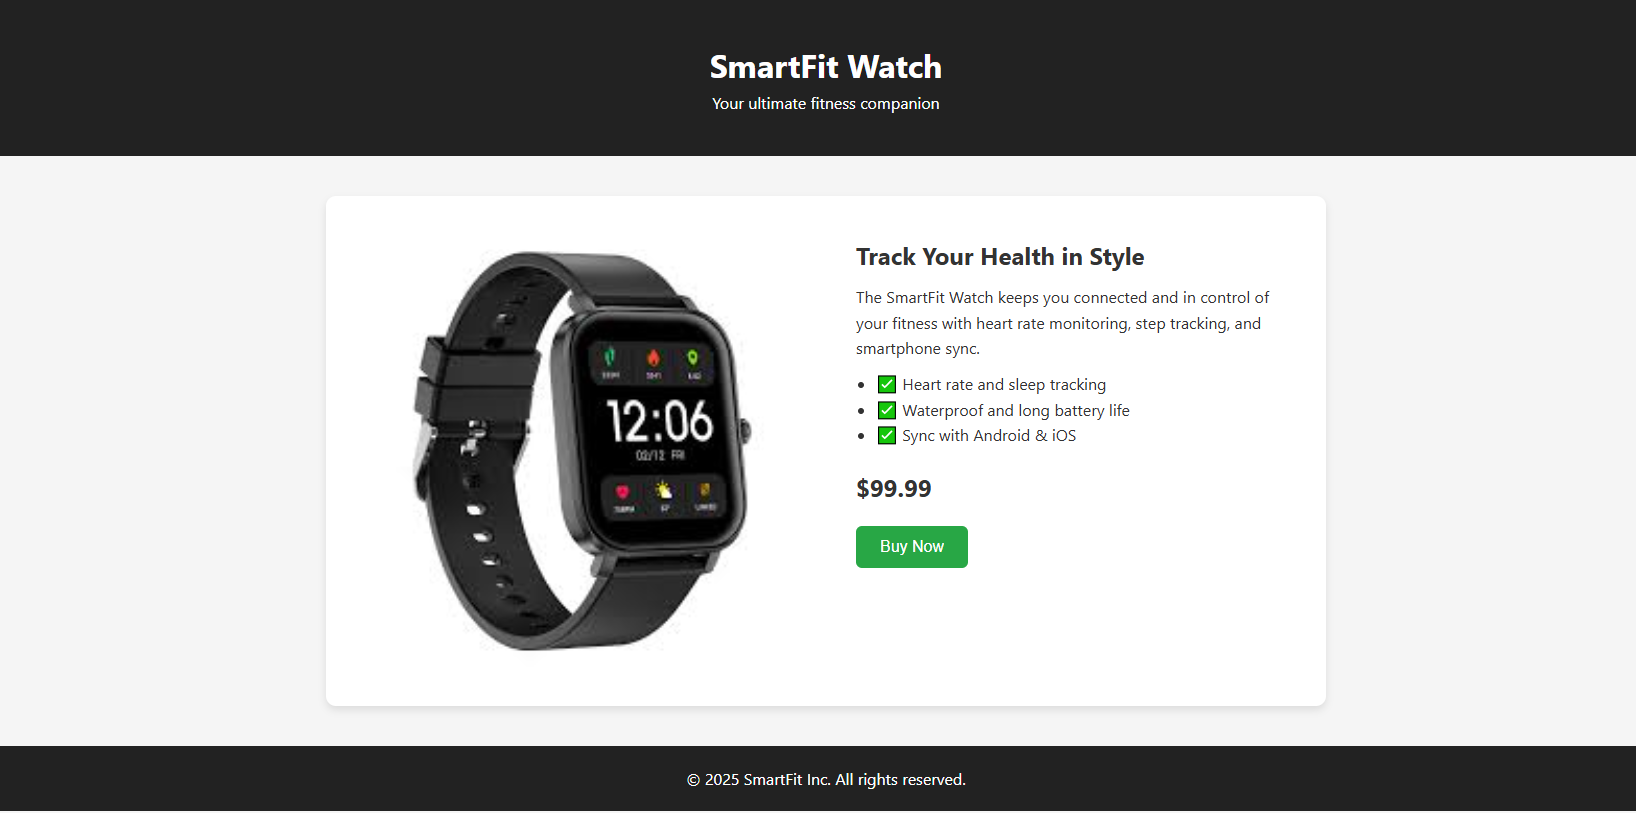 SmartFit Watch
Your ultimate fitness companion
12:06
02/12 FRI
Track Your Health in Style
The SmartFit Watch keeps you connected and in control of
your fitness with heart rate monitoring, step tracking, and
smartphone sync.
• ✅ Heart rate and sleep tracking
• ✅ Waterproof and long battery life
• ✅ Sync with Android & iOS
$99.99
Buy Now
© 2025 SmartFit Inc. All rights reserved.